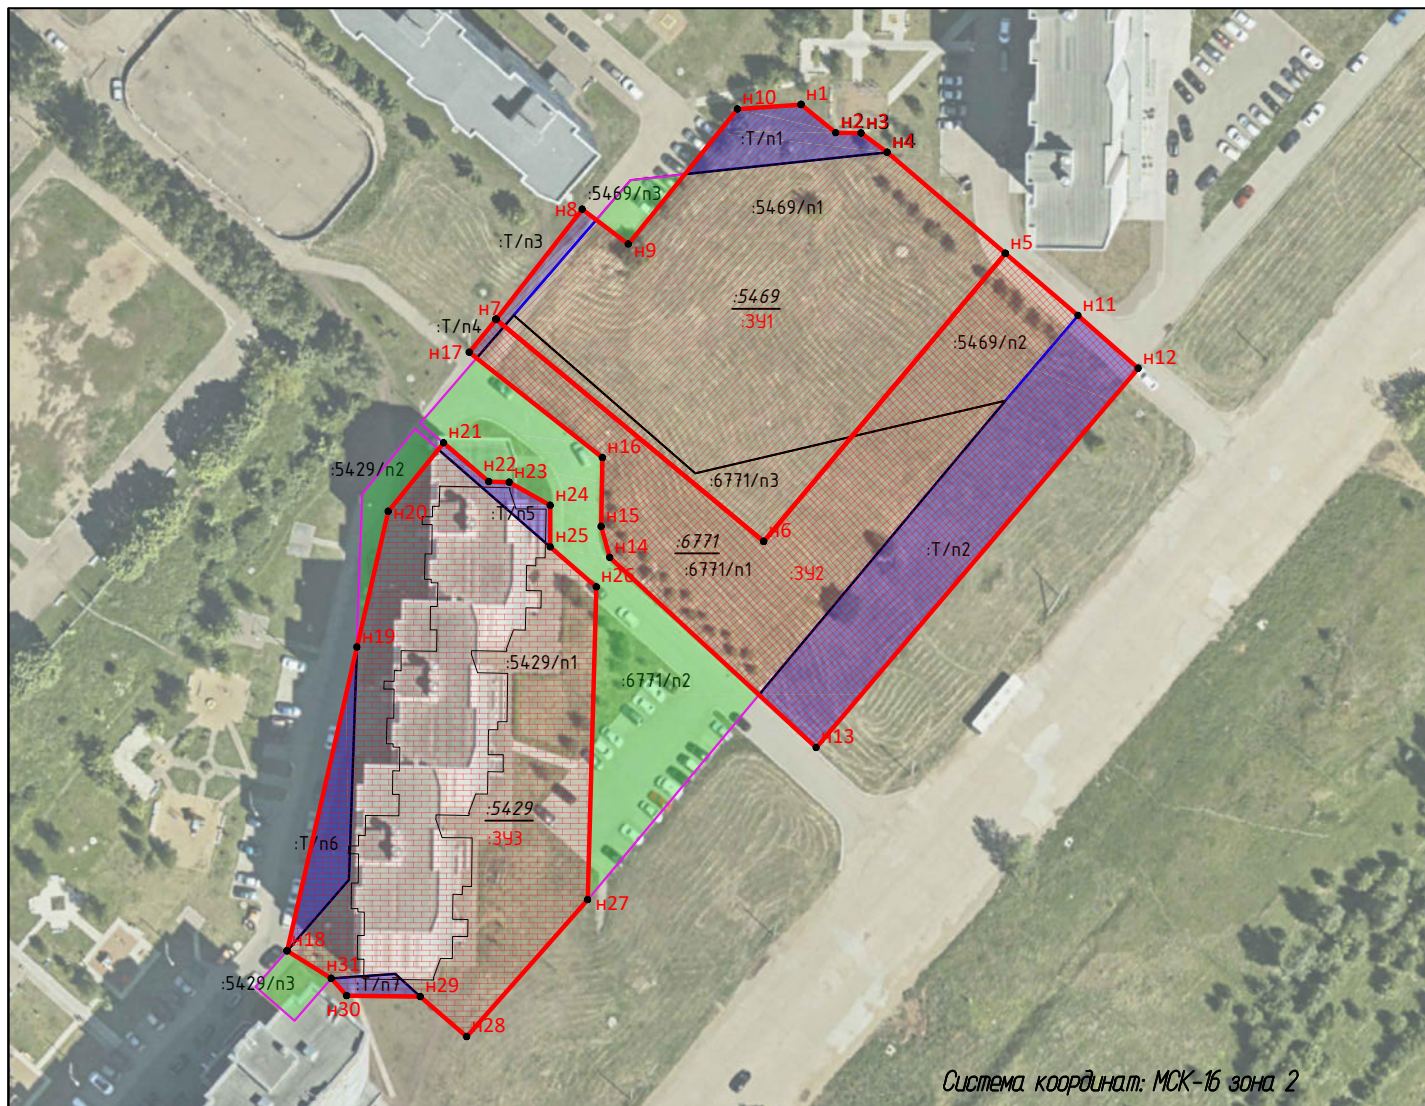 н10
н1
н2
н3
:Т/п1
н4
:5469/п3
н8
:5469/п1
:Т/п3
н9
н5
:5469
:ЗУ1
н7
н11
:Т/п4
н17
:5469/п2
н12
н21
н16
:5429/п2
н22
н23
:6771/п3
н20
н24
:Т/п5
н15
н25
н6
:6771
н14
:6771/п1
:ЗУ2
:Т/п2
н26
н19
:5429/п1
:6771/п2
н13
:5429
:ЗУ3
:Т/п6
н27
н18
н31
:5429/п3
:Т/п7
н29
н30
н28
Система координат: МСК-16 зона 2